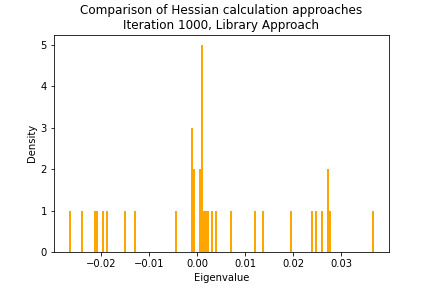 Comparison of Hessian calculation approaches
Iteration 1000, Library Approach
Density
5
4
3
2
1
0
−0.02 −0.01 0.00 0.01 0.02 0.03
Eigenvalue